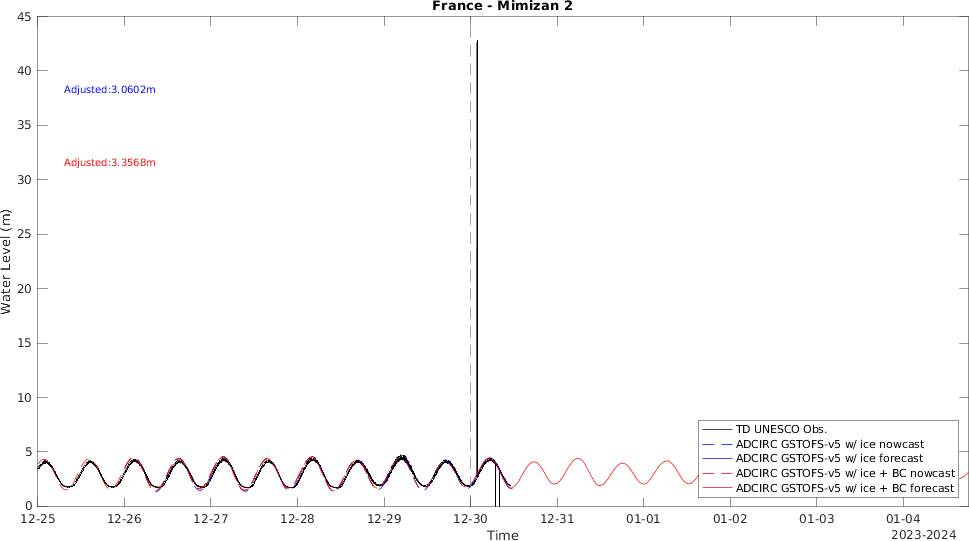 France - Mimizan 2
45
40
35
30
25
20
15
10
5
0
Water Level (m)
Adjusted:3.0602m
Adjusted:3.3568m
TD UNESCO Obs.
ADCIRC GSTOFS-v5 w/ ice nowcast
ADCIRC GSTOFS-v5 w/ ice forecast
ADCIRC GSTOFS-v5 w/ ice + BC nowcast
ADCIRC GSTOFS-v5 w/ ice + BC forecast
12-25 12-26 12-27 12-28 12-29 12-30 12-31 01-01 01-02 01-03 01-04
Time
2023-2024